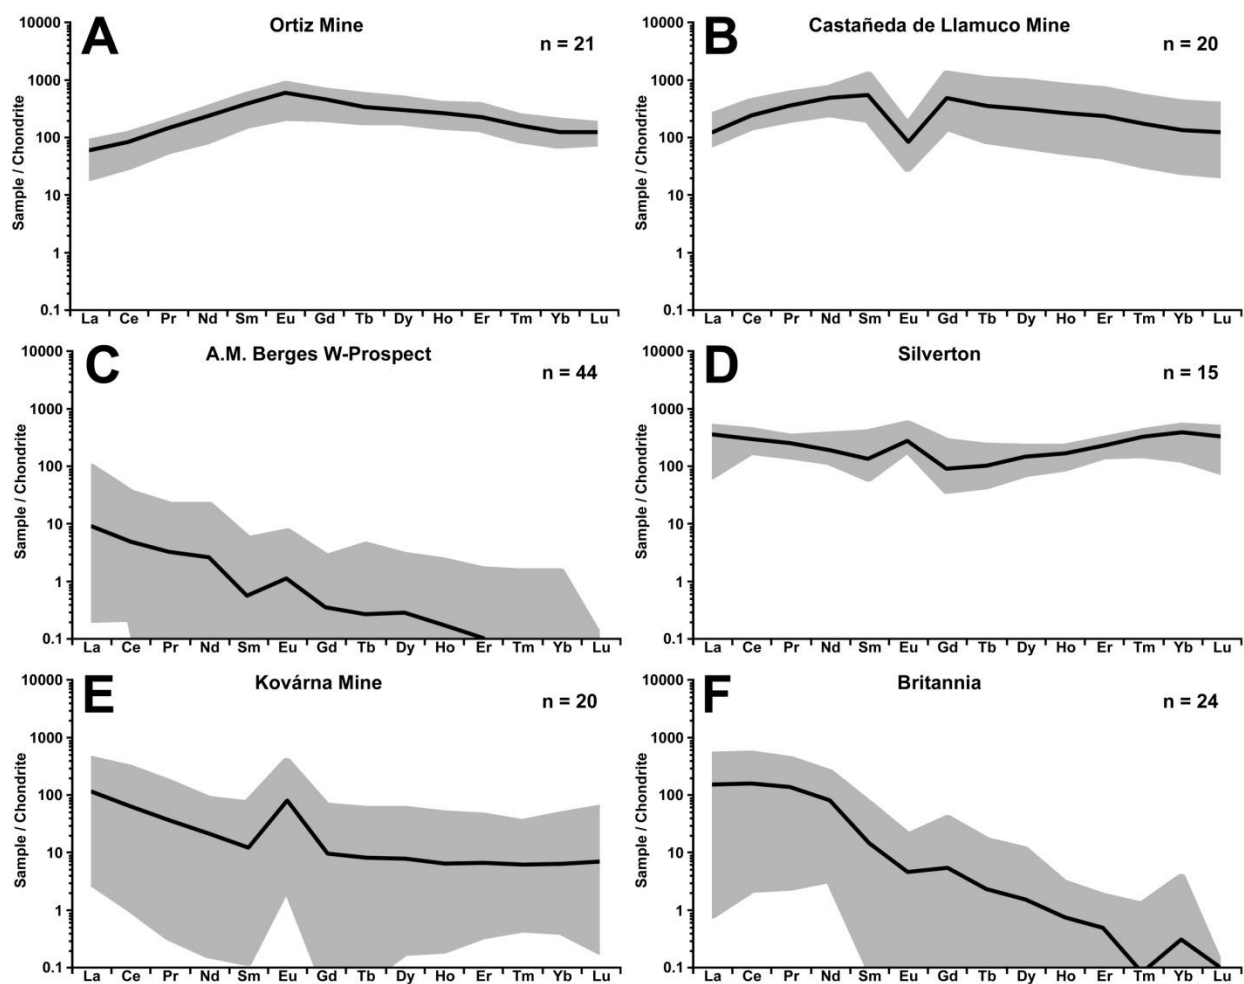 A
Ortiz Mine
n = 21
Sample / Chondrite
10000
1000
100
10
1
0.1
La Ce Pr Nd Sm Eu Gd Tb Dy Ho Er Tm Yb Lu
B
Castañeda de Llamuco Mine
n = 20
Sample / Chondrite
10000
1000
100
10
1
0.1
La Ce Pr Nd Sm Eu Gd Tb Dy Ho Er Tm Yb Lu
C
A.M. Berges W-Prospect
n = 44
Sample / Chondrite
10000
1000
100
10
1
0.1
La Ce Pr Nd Sm Eu Gd Tb Dy Ho Er Tm Yb Lu
D
Silverton
n = 15
Sample / Chondrite
10000
1000
100
10
1
0.1
La Ce Pr Nd Sm Eu Gd Tb Dy Ho Er Tm Yb Lu
E
Kovárna Mine
n = 20
Sample / Chondrite
10000
1000
100
10
1
0.1
La Ce Pr Nd Sm Eu Gd Tb Dy Ho Er Tm Yb Lu
F
Britannia
n = 24
Sample / Chondrite
10000
1000
100
10
1
0.1
La Ce Pr Nd Sm Eu Gd Tb Dy Ho Er Tm Yb Lu